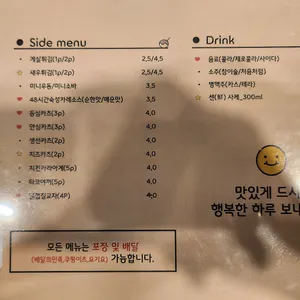 Side menu
게살튀김(1p/2p) 2,5/4,5
새우튀김(1p/2p) 2,5/4,5
미니우동/미니소바 3,5
48시간숙성카레소스(순한맛/매운맛) 3,5
등심카츠(3p) 4,0
안심카츠(3p) 4,0
생선카츠(2p) 4,0
치즈카츠(2p) 4,0
치킨가라아게(5p) 4,0
타코야끼(5p) 4,0
교자(4P) 4,0
모든 메뉴는 포장 및 배달
(배달의민족,쿠팡이츠,요기요) 가능합니다.
Drink
음료(콜라/제로콜라/사이다)
소주(참이슬/처음처럼)
병맥주(카스/테라)
센(鮮) 사케_300ml
맛있게 드시
행복한 하루 보내